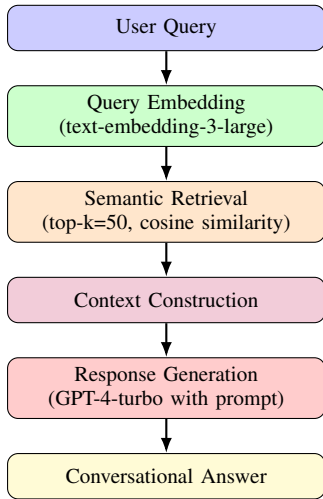 User Query
Query Embedding
(text-embedding-3-large)
Semantic Retrieval
(top-k=50, cosine similarity)
Context Construction
Response Generation
(GPT-4-turbo with prompt)
Conversational Answer